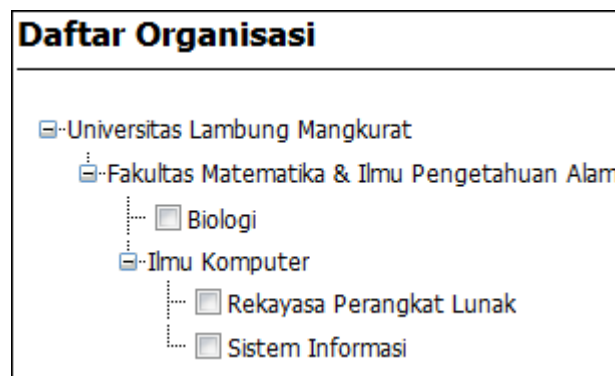 Daftar Organisasi
Universitas Lambung Mangkurat
Fakultas Matematika & Ilmu Pengetahuan Alam
Biologi
Ilmu Komputer
Rekayasa Perangkat Lunak
Sistem Informasi